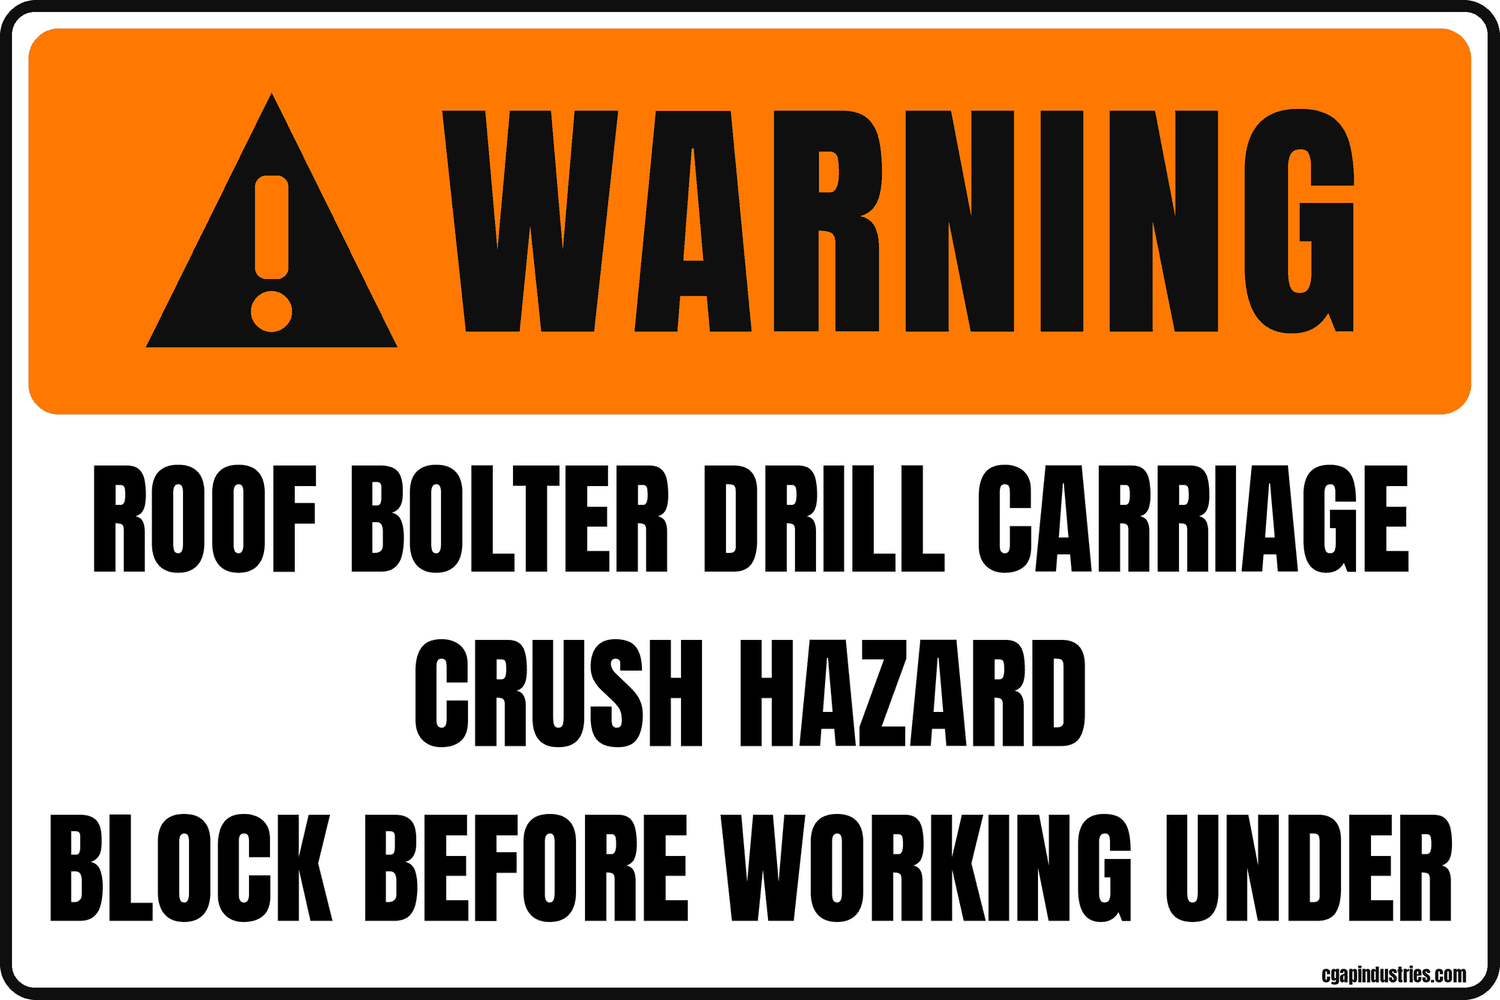 WARNING
ROOF BOLTER DRILL CARRIAGE
CRUSH HAZARD
BLOCK BEFORE WORKING UNDER
cgapindustries.com